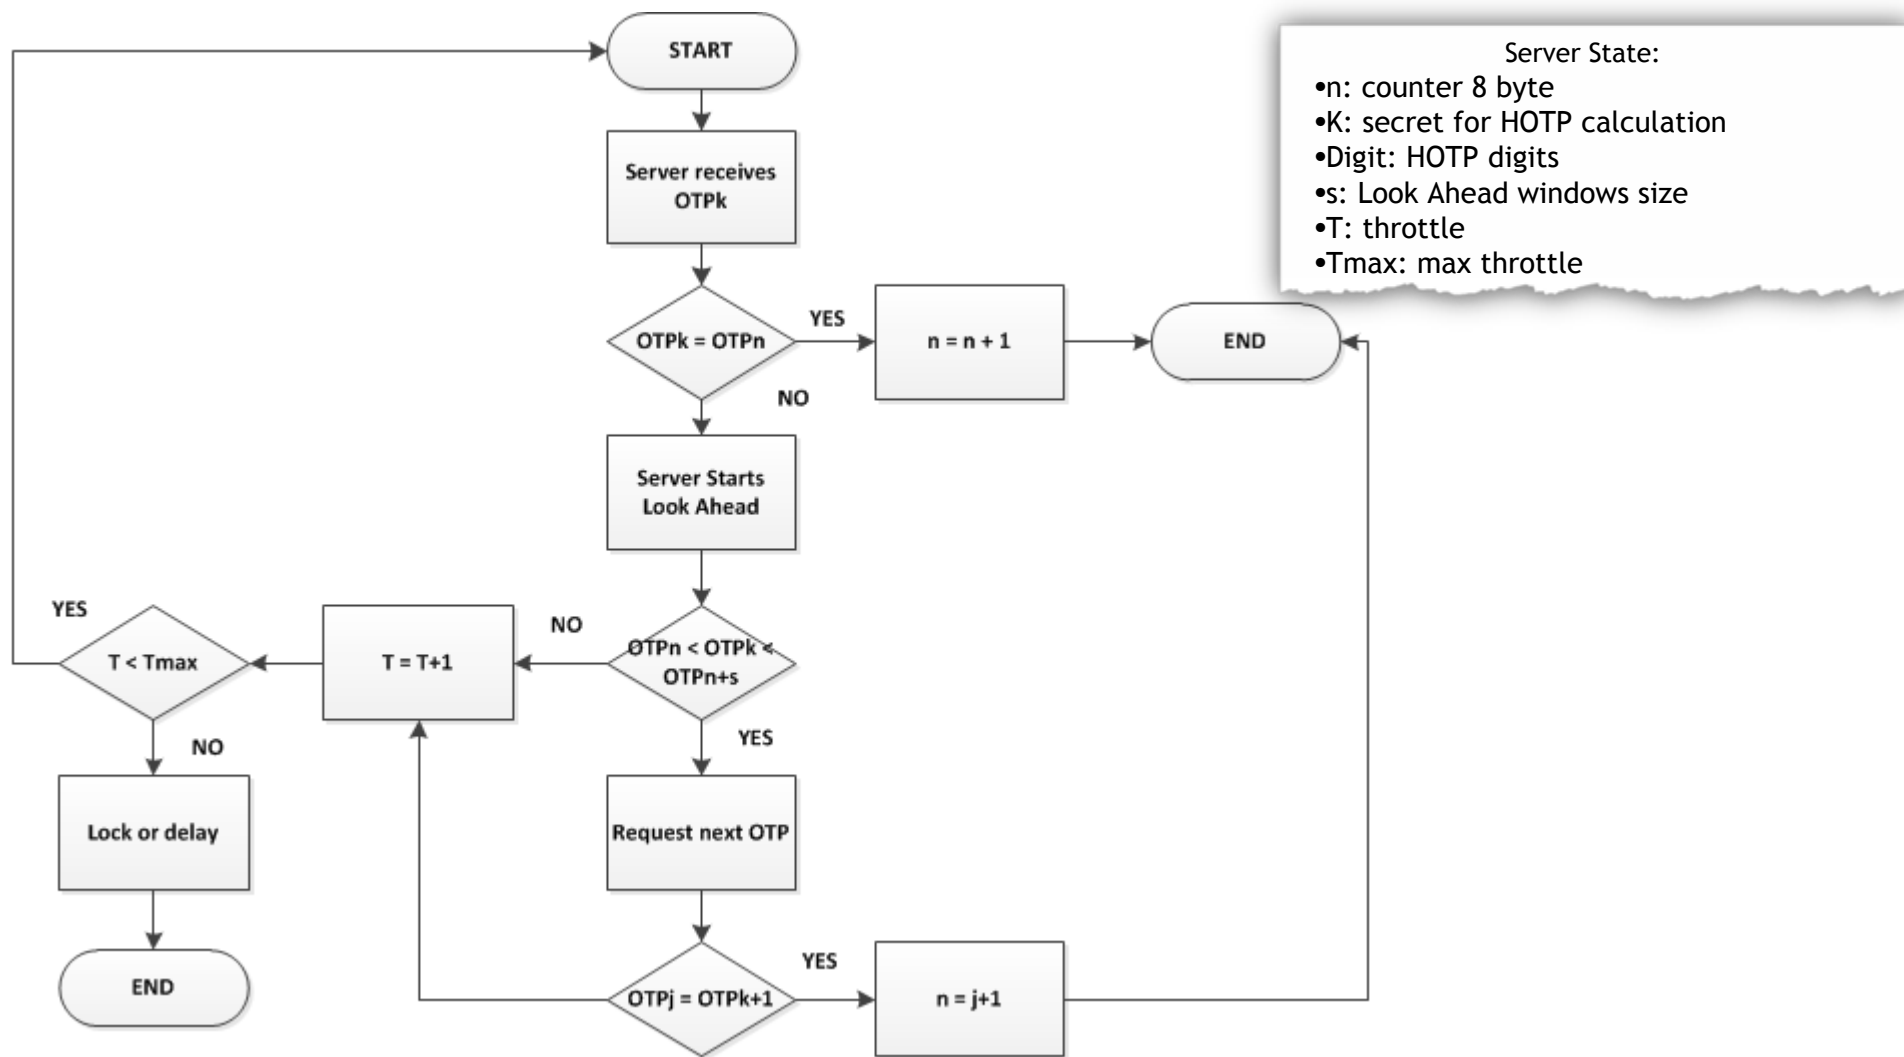 START
Server State:
•n: counter 8 byte
•K: secret for HOTP calculation
•Digit: HOTP digits
•s: Look Ahead windows size
•T: throttle
•Tmax: max throttle
Server receives
OTPk
OTPk = OTPn
YES
n = n + 1
END
NO
Server Starts
Look Ahead
OTPn < OTPk <
OTPn+s
NO
T = T+1
T < Tmax
YES
NO
Lock or delay
END
YES
Request next OTP
OTPj = OTPk+1
YES
n = j+1